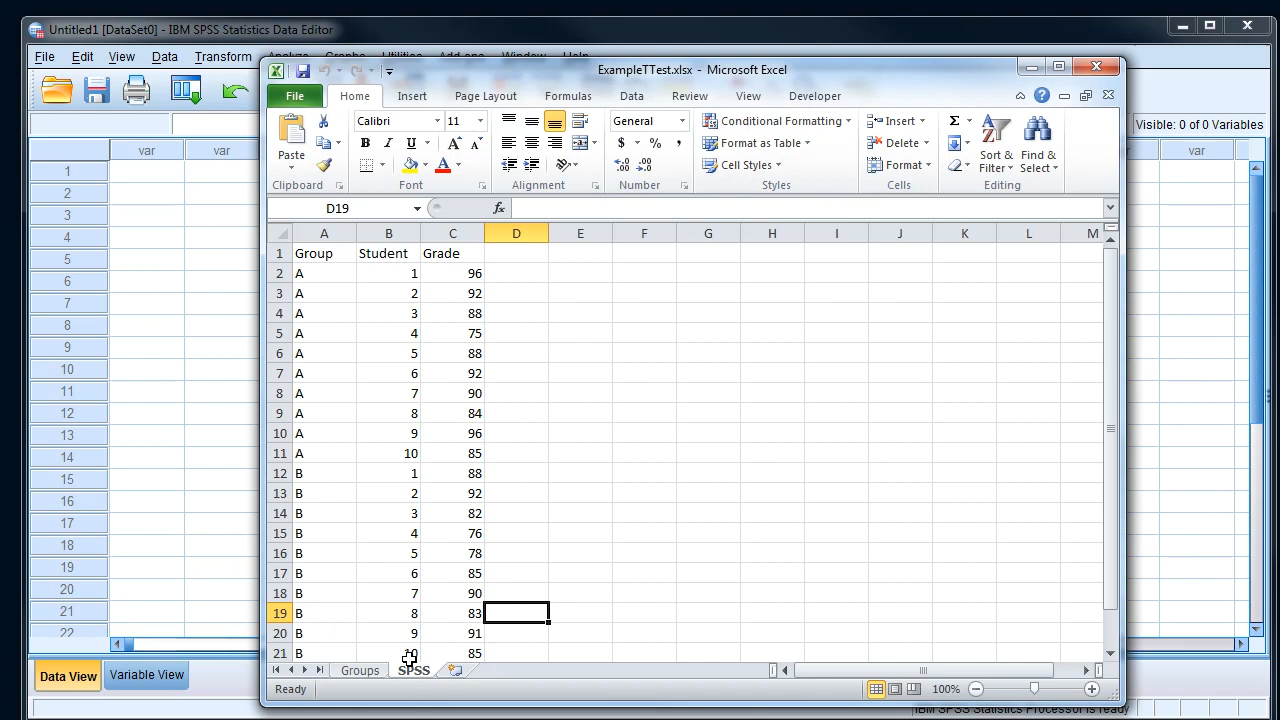 Untitled1 [DataSet0] - IBM SPSS Statistics Data Editor
File Edit View Data Transform Analyze Graphs Utilities Add-ons Window Help
ExampleTTest.xlsx - Microsoft Excel
File Home Insert Page Layout Formulas Data Review View Developer
Paste
Calibri 11
B I U
A A
A
General
$ % ,
Conditional Formatting
Format as Table
Cell Styles
Insert
Delete
Format
Σ
Sort & Filter
Find & Select
Clipboard Font Alignment Number Styles Cells Editing
Visible: 0 of 0 Variables
D19 fx
var var var
A B C D E F G H I J K L M
1 Group Student Grade
2 A 1 96
3 A 2 92
4 A 3 88
5 A 4 75
6 A 5 88
7 A 6 92
8 A 7 90
9 A 8 84
10 A 9 96
11 A 10 85
12 B 1 88
13 B 2 92
14 B 3 82
15 B 4 76
16 B 5 78
17 B 6 85
18 B 7 90
19 B 8 83
20 B 9 91
21 B 10 85
1
2
3
4
5
6
7
8
9
10
11
12
13
14
15
16
17
18
19
20
21
22
Groups SPSS
Ready 100%
Data View Variable View
IBM SPSS Statistics Processor is ready